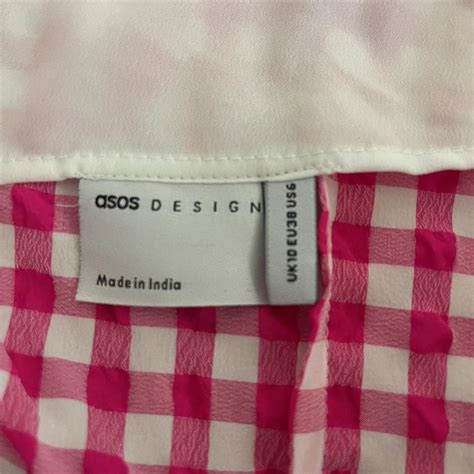 asos DESIGN
Made in India
UK10 EU38 US6